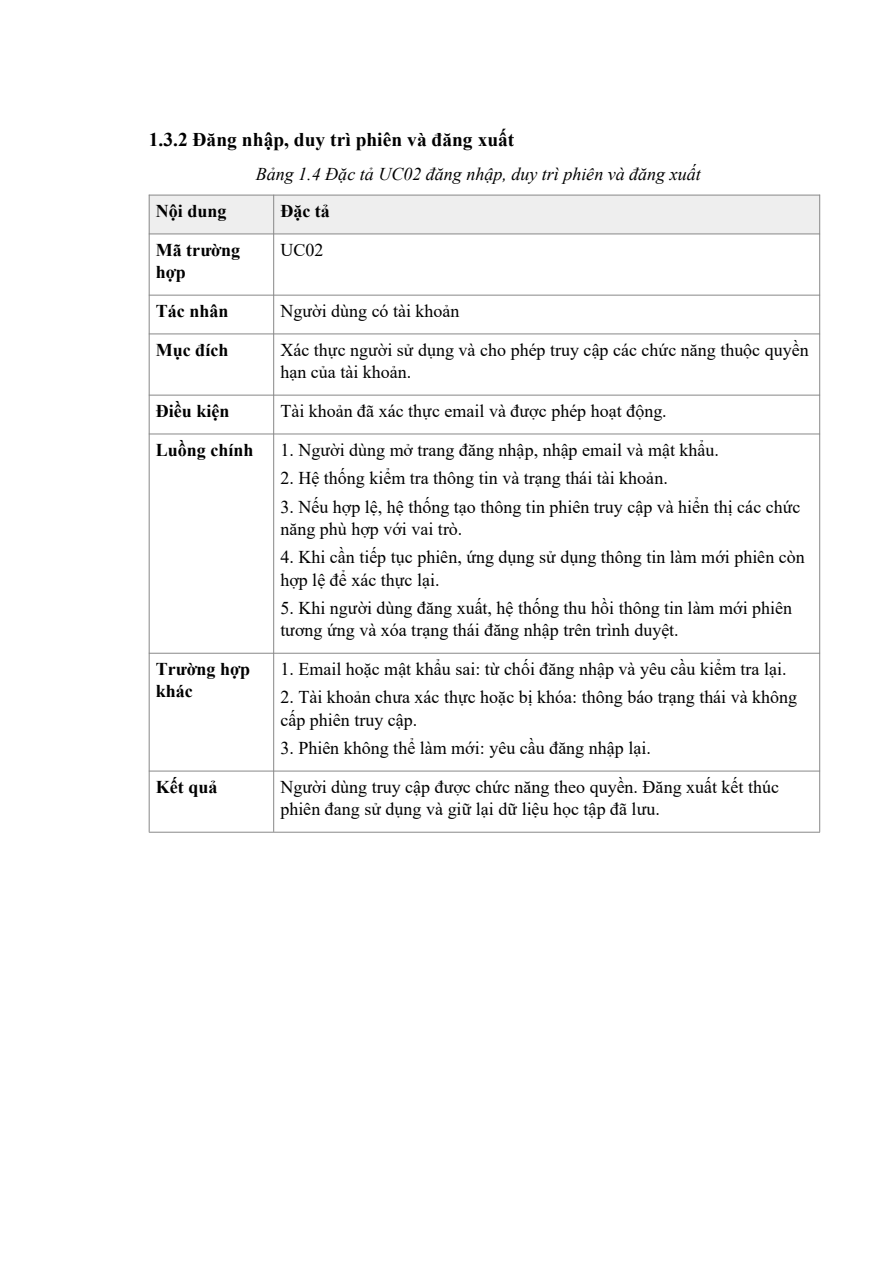 1.3.2 Đăng nhập, duy trì phiên và đăng xuất
Bảng 1.4 Đặc tả UC02 đăng nhập, duy trì phiên và đăng xuất
Nội dung Đặc tả
Mã trường UC02
hợp
Tác nhân Người dùng có tài khoản
Mục đích Xác thực người sử dụng và cho phép truy cập các chức năng thuộc quyền
hạn của tài khoản.
Điều kiện Tài khoản đã xác thực email và được phép hoạt động.
Luồng chính 1. Người dùng mở trang đăng nhập, nhập email và mật khẩu.
2. Hệ thống kiểm tra thông tin và trạng thái tài khoản.
3. Nếu hợp lệ, hệ thống tạo thông tin phiên truy cập và hiển thị các chức
năng phù hợp với vai trò.
4. Khi cần tiếp tục phiên, ứng dụng sử dụng thông tin làm mới phiên còn
hợp lệ để xác thực lại.
5. Khi người dùng đăng xuất, hệ thống thu hồi thông tin làm mới phiên
tương ứng và xóa trạng thái đăng nhập trên trình duyệt.
Trường hợp 1. Email hoặc mật khẩu sai: từ chối đăng nhập và yêu cầu kiểm tra lại.
khác
2. Tài khoản chưa xác thực hoặc bị khóa: thông báo trạng thái và không
cấp phiên truy cập.
3. Phiên không thể làm mới: yêu cầu đăng nhập lại.
Kết quả Người dùng truy cập được chức năng theo quyền. Đăng xuất kết thúc
phiên đang sử dụng và giữ lại dữ liệu học tập đã lưu.